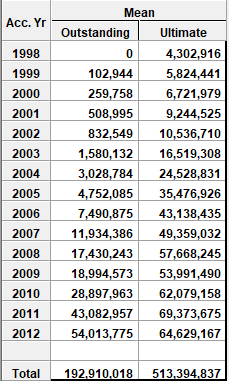 Acc. Yr Mean
Outstanding Ultimate
1998 0 4,302,916
1999 102,944 5,824,441
2000 259,758 6,721,979
2001 508,995 9,244,525
2002 832,549 10,536,710
2003 1,580,132 16,519,308
2004 3,028,784 24,528,831
2005 4,752,085 35,476,926
2006 7,490,875 43,138,435
2007 11,934,386 49,359,032
2008 17,430,243 57,668,245
2009 18,994,573 53,991,490
2010 28,897,963 62,079,158
2011 43,082,957 69,373,675
2012 54,013,775 64,629,167
Total 192,910,018 513,394,837